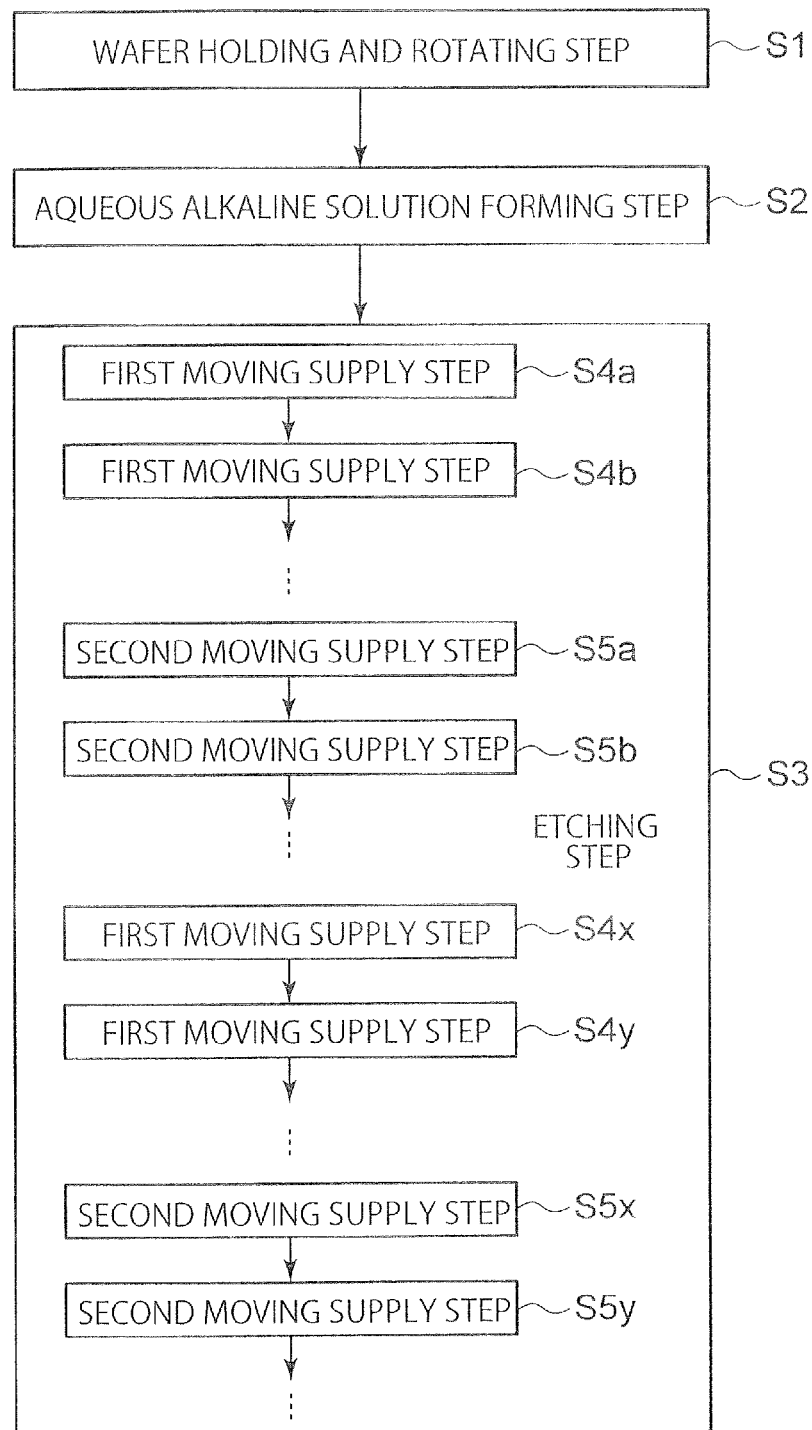 WAFER HOLDING AND ROTATING STEP S1
AQUEOUS ALKALINE SOLUTION FORMING STEP S2
FIRST MOVING SUPPLY STEP S4a
FIRST MOVING SUPPLY STEP S4b
SECOND MOVING SUPPLY STEP S5a
SECOND MOVING SUPPLY STEP S5b
S3
ETCHING
STEP
FIRST MOVING SUPPLY STEP S4x
FIRST MOVING SUPPLY STEP S4y
SECOND MOVING SUPPLY STEP S5x
SECOND MOVING SUPPLY STEP S5y